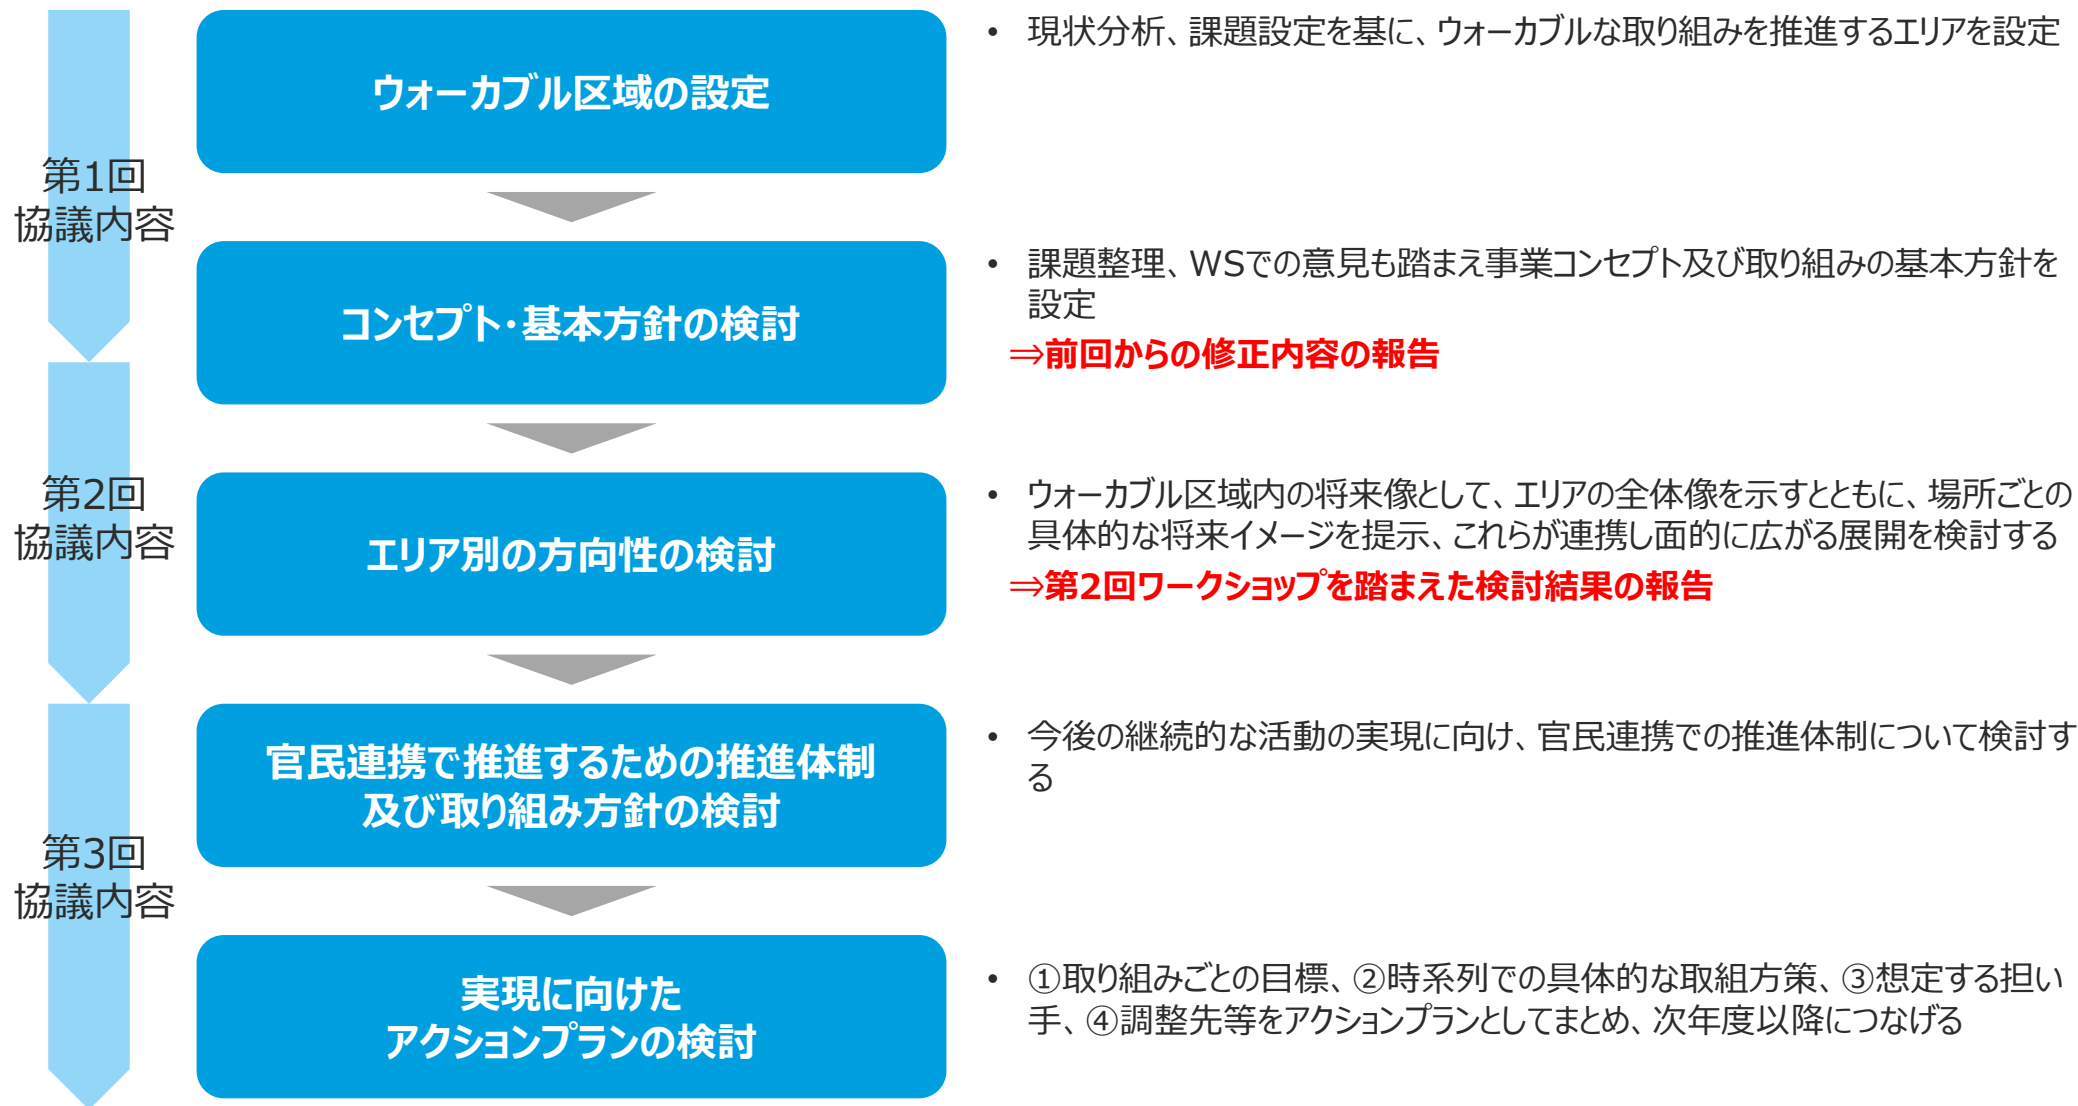 第1回
協議内容
ウォーカブル区域の設定
• 現状分析、課題設定を基に、ウォーカブルな取り組みを推進するエリアを設定
コンセプト・基本方針の検討
• 課題整理、WSでの意見も踏まえ事業コンセプト及び取り組みの基本方針を
設定
⇒前回からの修正内容の報告
第2回
協議内容
エリア別の方向性の検討
• ウォーカブル区域内の将来像として、エリアの全体像を示すとともに、場所ごとの
具体的な将来イメージを提示、これらが連携し面的に広がる展開を検討する
⇒第2回ワークショップを踏まえた検討結果の報告
第3回
協議内容
官民連携で推進するための推進体制
及び取り組み方針の検討
• 今後の継続的な活動の実現に向け、官民連携での推進体制について検討す
る
実現に向けた
アクションプランの検討
• ①取り組みごとの目標、②時系列での具体的な取組方策、③想定する担い
手、④調整先等をアクションプランとしてまとめ、次年度以降につなげる